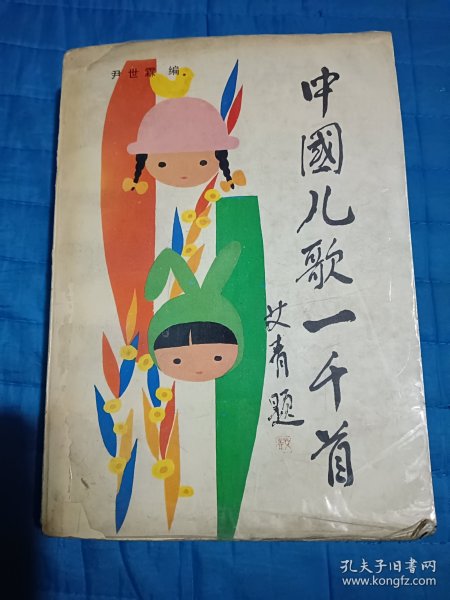 尹世霖 编
中國儿歌一千首
艾青题
孔夫子旧书网
www.kongfz.com